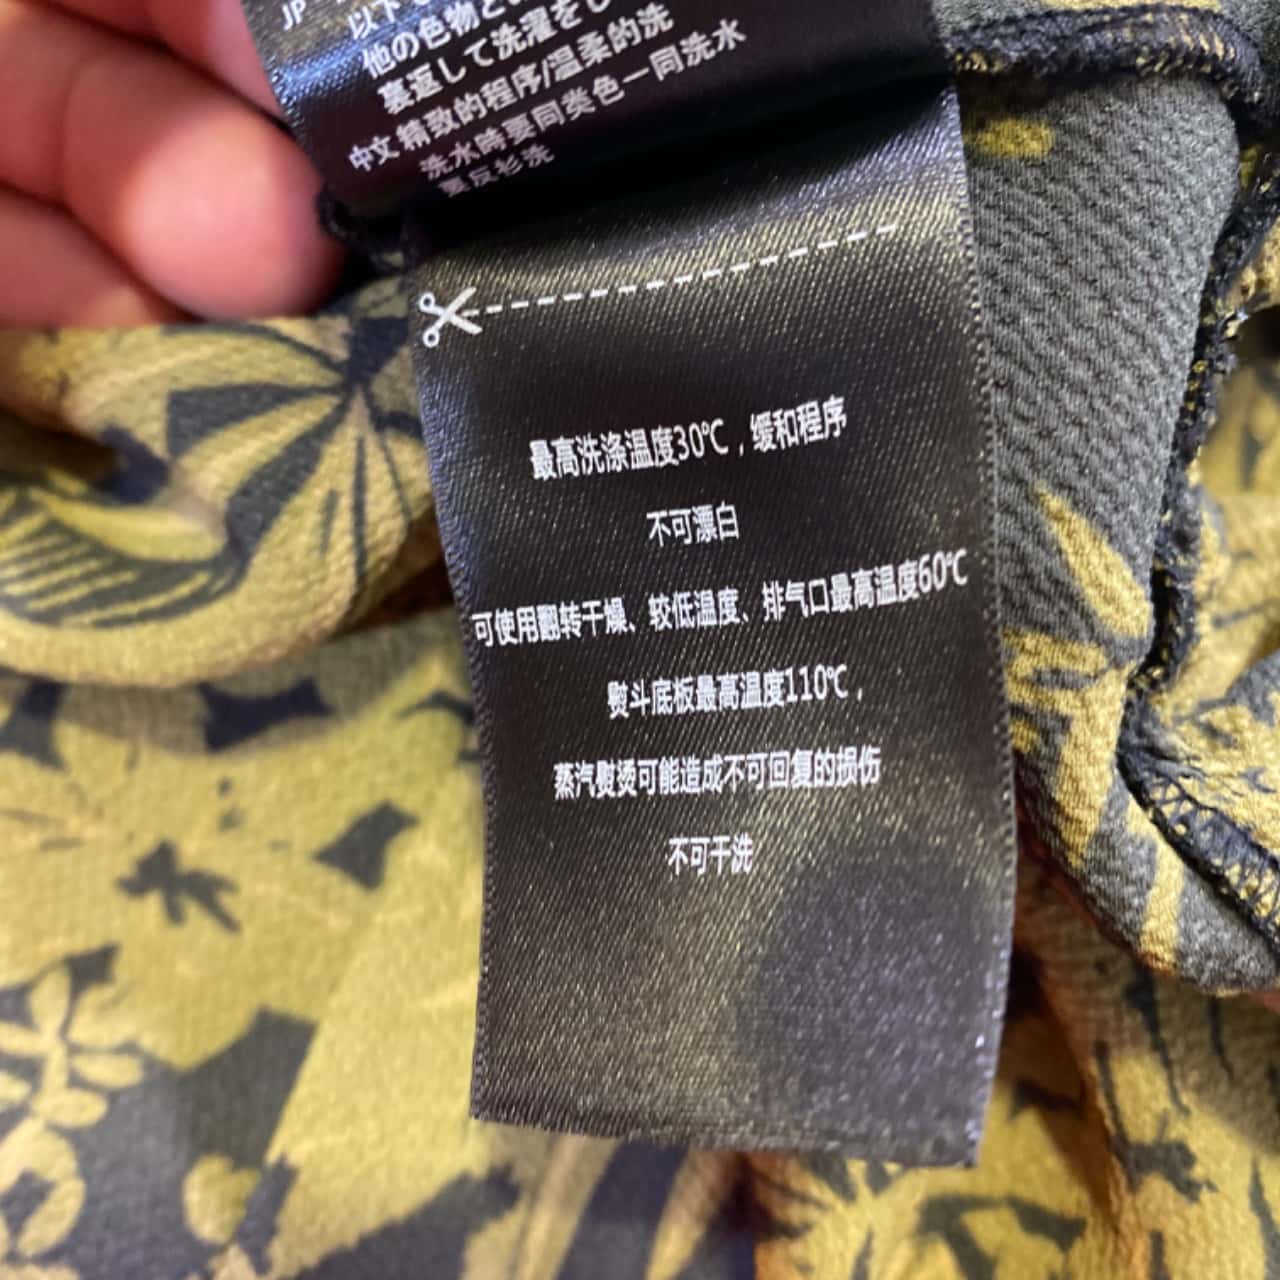 JP 以下
他の色物と
裏返して洗濯をし
中文 精致的程序/温柔的洗
洗水時要同类色一同洗水
裏反衫洗
最高洗涤温度30℃，缓和程序
不可漂白
可使用翻转干燥、较低温度、排气口最高温度60℃
熨斗底板最高温度110℃，
蒸汽熨烫可能造成不可回复的损伤
不可干洗